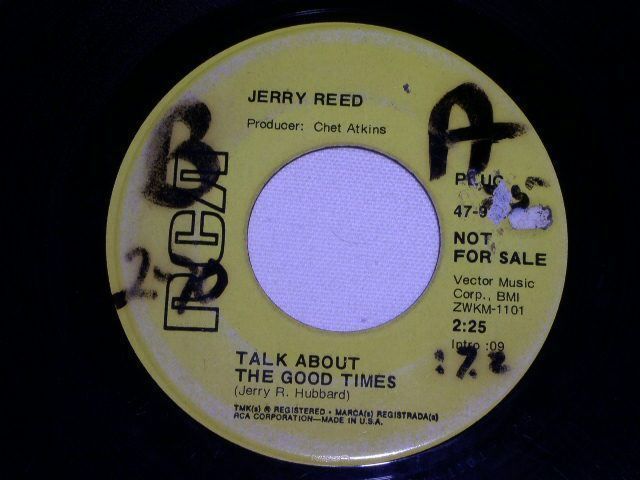 JERRY REED
Producer: Chet Atkins
B
A
RCA
PLUG
47-9
NOT
FOR SALE
Vector Music
Corp., BMI
ZWKM-1101
2:25
Intro :09
TALK ABOUT
THE GOOD TIMES
(Jerry R. Hubbard)
TMK(s) ® REGISTERED • MARCA(s) REGISTRADA(s)
RCA CORPORATION—MADE IN U.S.A.